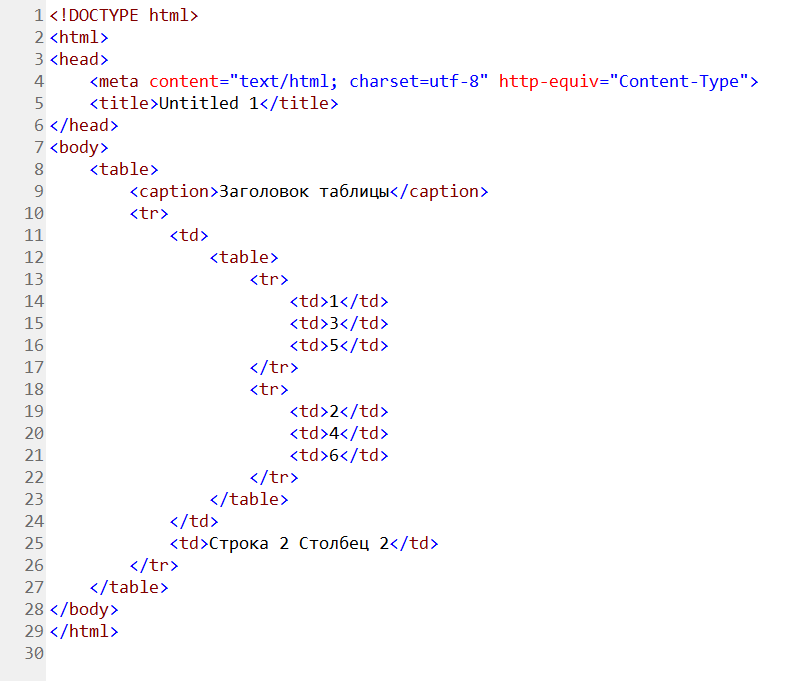 1 <!DOCTYPE html>
2 <html>
3 <head>
4     <meta content="text/html; charset=utf-8" http-equiv="Content-Type">
5     <title>Untitled 1</title>
6 </head>
7 <body>
8     <table>
9         <caption>Заголовок таблицы</caption>
10         <tr>
11             <td>
12                 <table>
13                     <tr>
14                         <td>1</td>
15                         <td>3</td>
16                         <td>5</td>
17                     </tr>
18                     <tr>
19                         <td>2</td>
20                         <td>4</td>
21                         <td>6</td>
22                     </tr>
23                 </table>
24             </td>
25             <td>Строка 2 Столбец 2</td>
26         </tr>
27     </table>
28 </body>
29 </html>
30